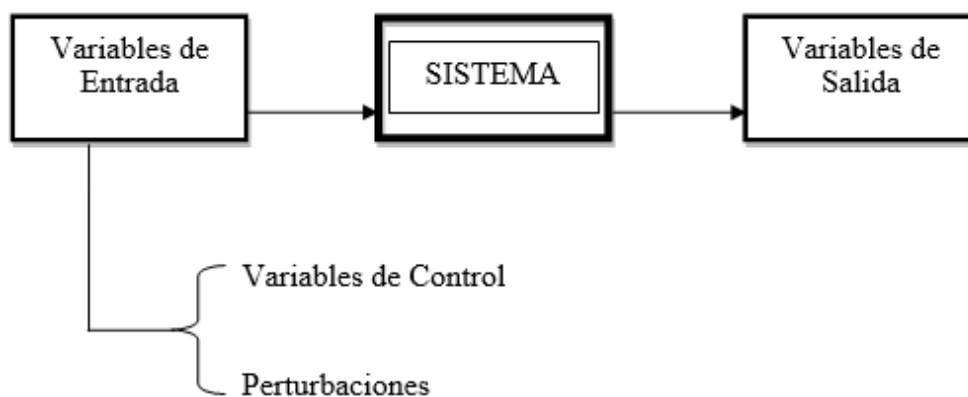 Variables de
Entrada
SISTEMA
Variables de
Salida
Variables de Control
Perturbaciones